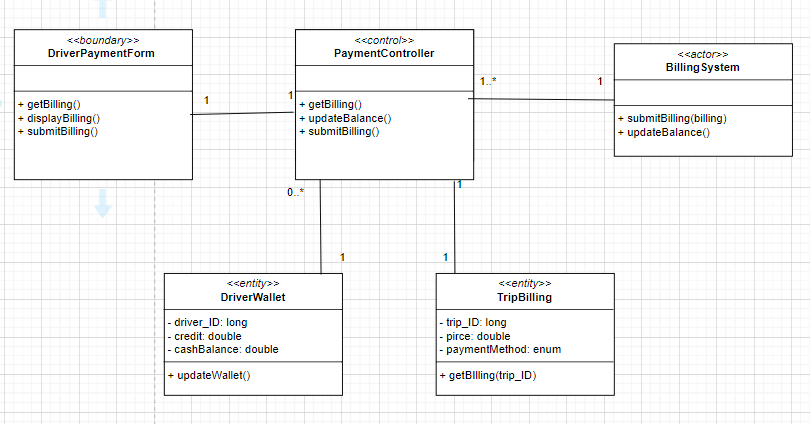 <<boundary>>
DriverPaymentForm
+ getBilling()
+ displayBilling()
+ submitBilling()
1
1
<<control>>
PaymentController
+ getBilling()
+ updateBalance()
+ submitBilling()
1..*
1
<<actor>>
BillingSystem
+ submitBilling(billing)
+ updateBalance()
0..*
1
1
1
<<entity>>
DriverWallet
- driver_ID: long
- credit: double
- cashBalance: double
+ updateWallet()
<<entity>>
TripBilling
- trip_ID: long
- pirce: double
- paymentMethod: enum
+ getBIlling(trip_ID)